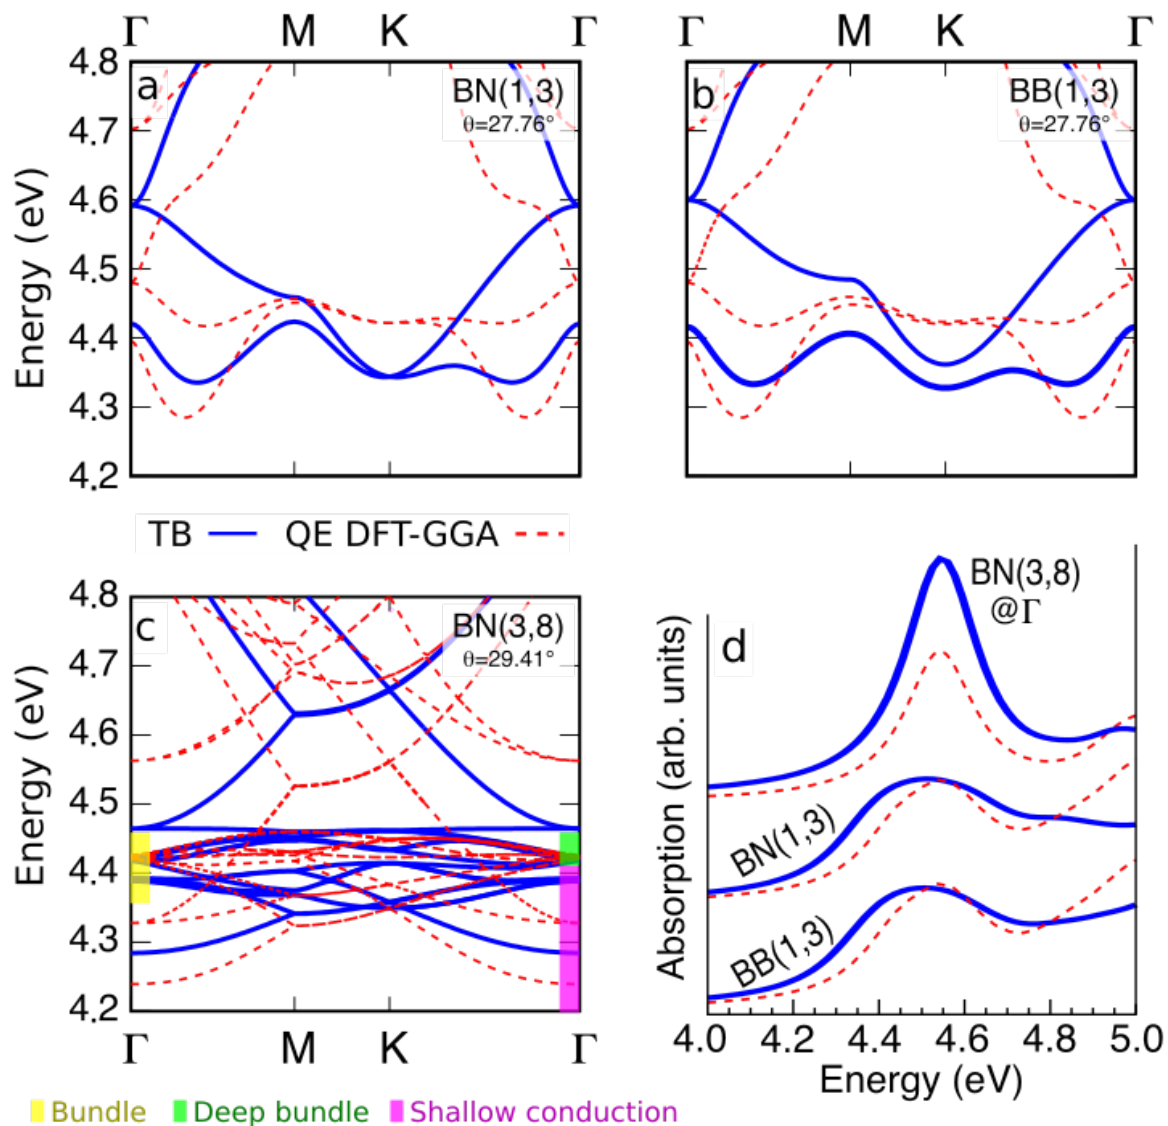 Γ M K Γ
Γ M K Γ
Energy (eV)
4.8
4.7
4.6
4.5
4.4
4.3
4.2
a
BN(1,3)
θ=27.76°
b
BB(1,3)
θ=27.76°
TB QE DFT-GGA
Energy (eV)
4.8
4.7
4.6
4.5
4.4
4.3
4.2
c
BN(3,8)
θ=29.41°
Γ M K Γ
Absorption (arb. units)
d
BN(3,8)
@Γ
BN(1,3)
BB(1,3)
4.0 4.2 4.4 4.6 4.8 5.0
Energy (eV)
Bundle Deep bundle Shallow conduction